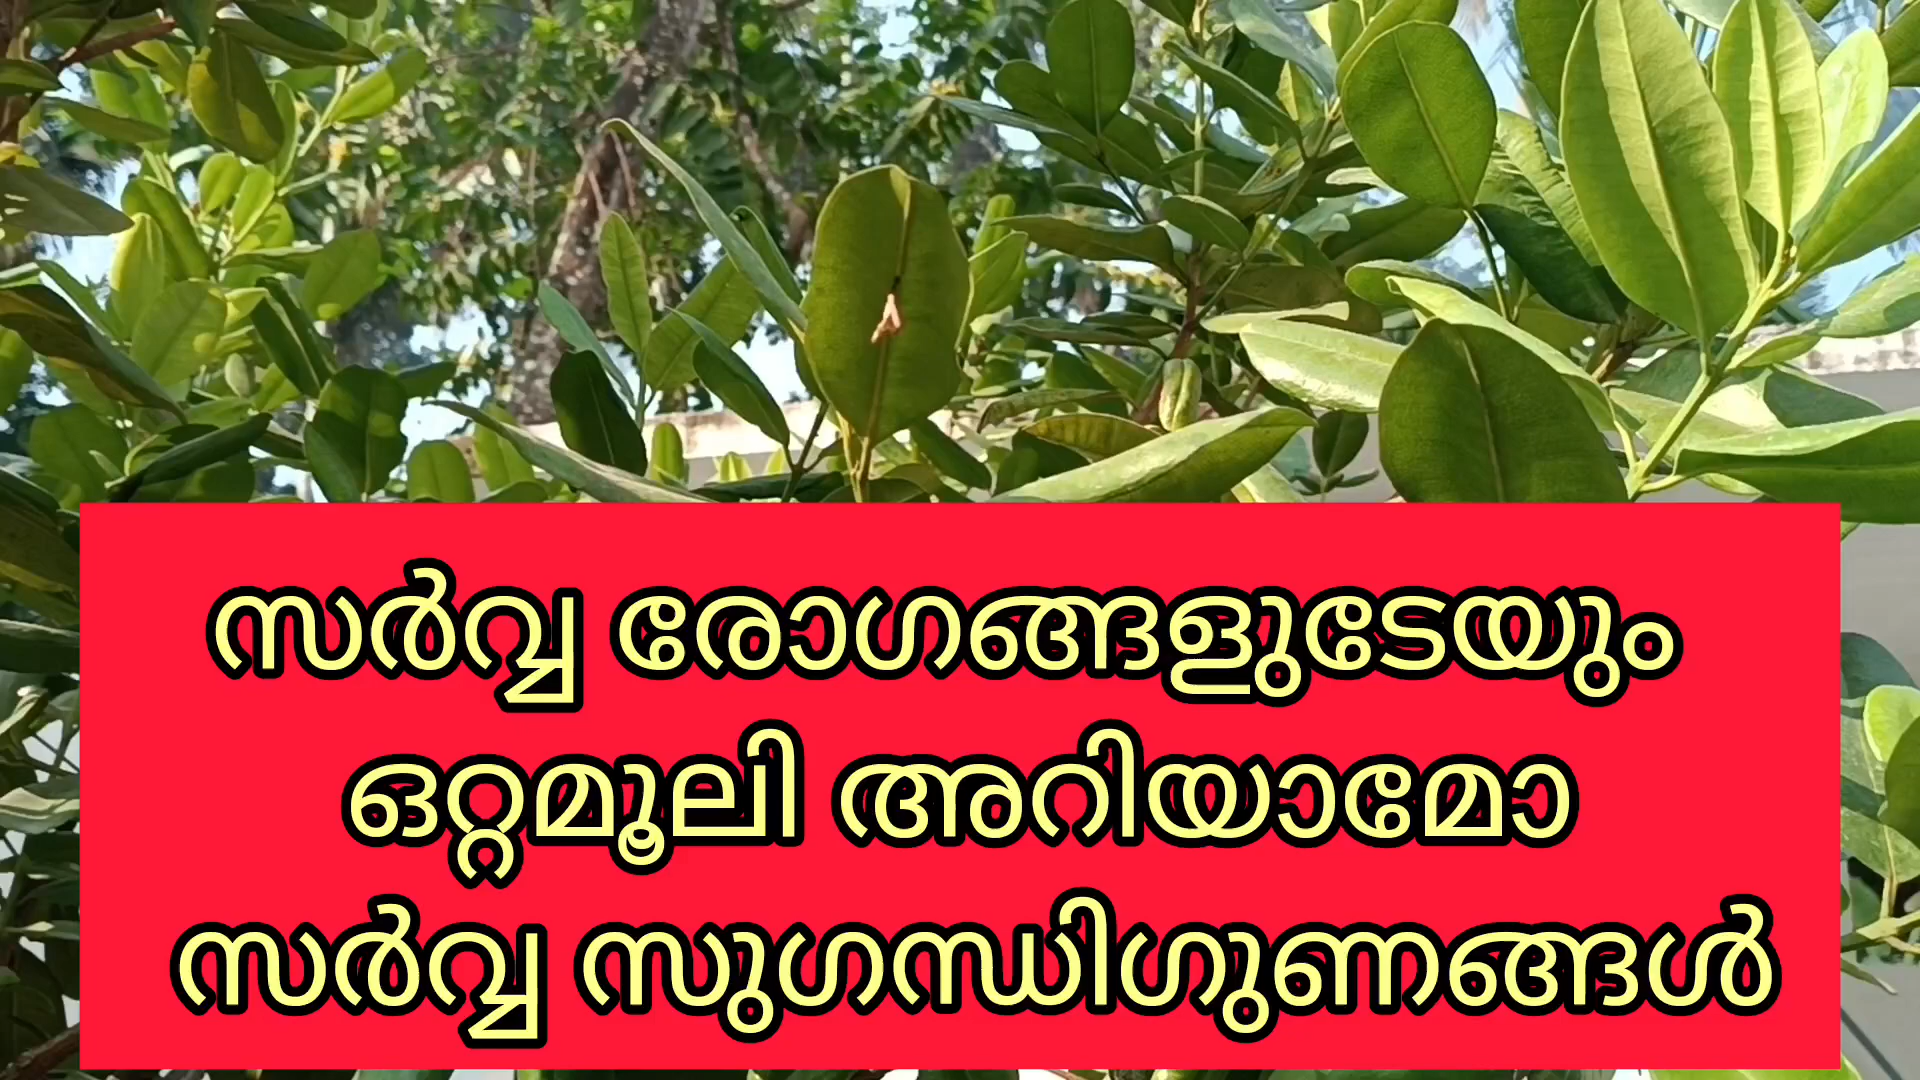 സർവ്വ രോഗങ്ങളുടേയും
ഒറ്റമൂലി അറിയാമോ
സർവ്വ സുഗന്ധിഗുണങ്ങൾ